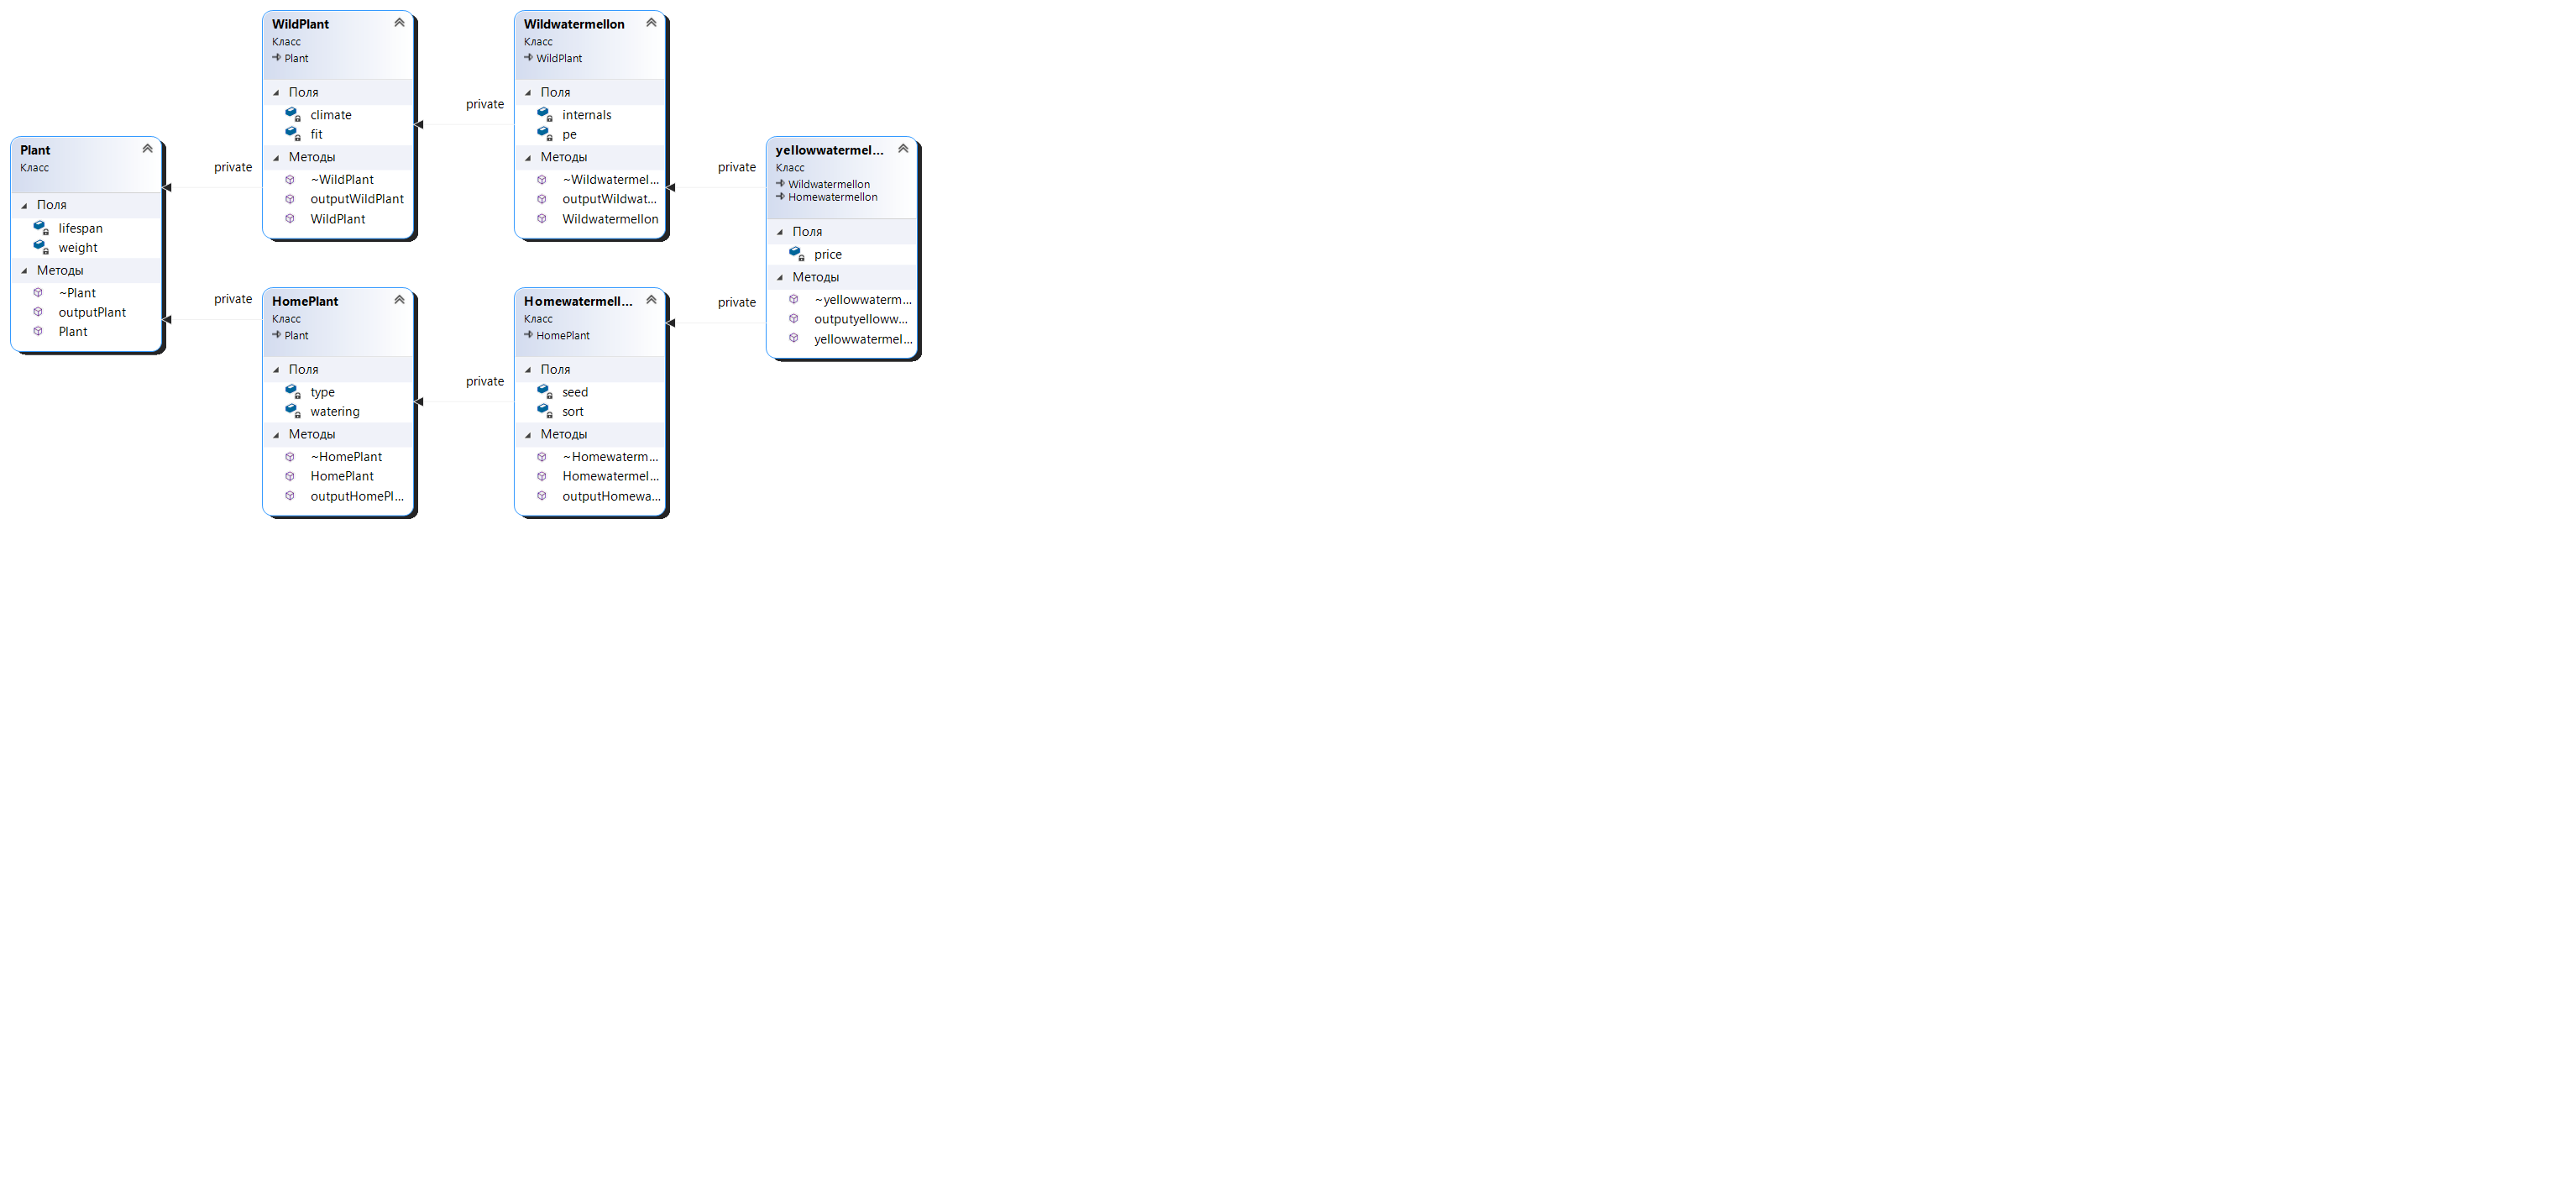 WildPlant
Класс
Plant
Поля
climate
fit
Методы
~WildPlant
outputWildPlant
WildPlant
private
Wildwatermellon
Класс
WildPlant
Поля
internals
pe
Методы
~Wildwatermel...
outputWildwat...
Wildwatermellon
Plant
Класс
Поля
lifespan
weight
Методы
~Plant
outputPlant
Plant
private
private
private
yellowwatermel...
Класс
Wildwatermellon
Homewatermellon
Поля
price
Методы
~yellowwaterm...
outputyelloww...
yellowwatermel...
private
HomePlant
Класс
Plant
Поля
type
watering
Методы
~HomePlant
HomePlant
outputHomePl...
private
Homewatermell...
Класс
HomePlant
Поля
seed
sort
Методы
~Homewaterm...
Homewatermel...
outputHomewa...